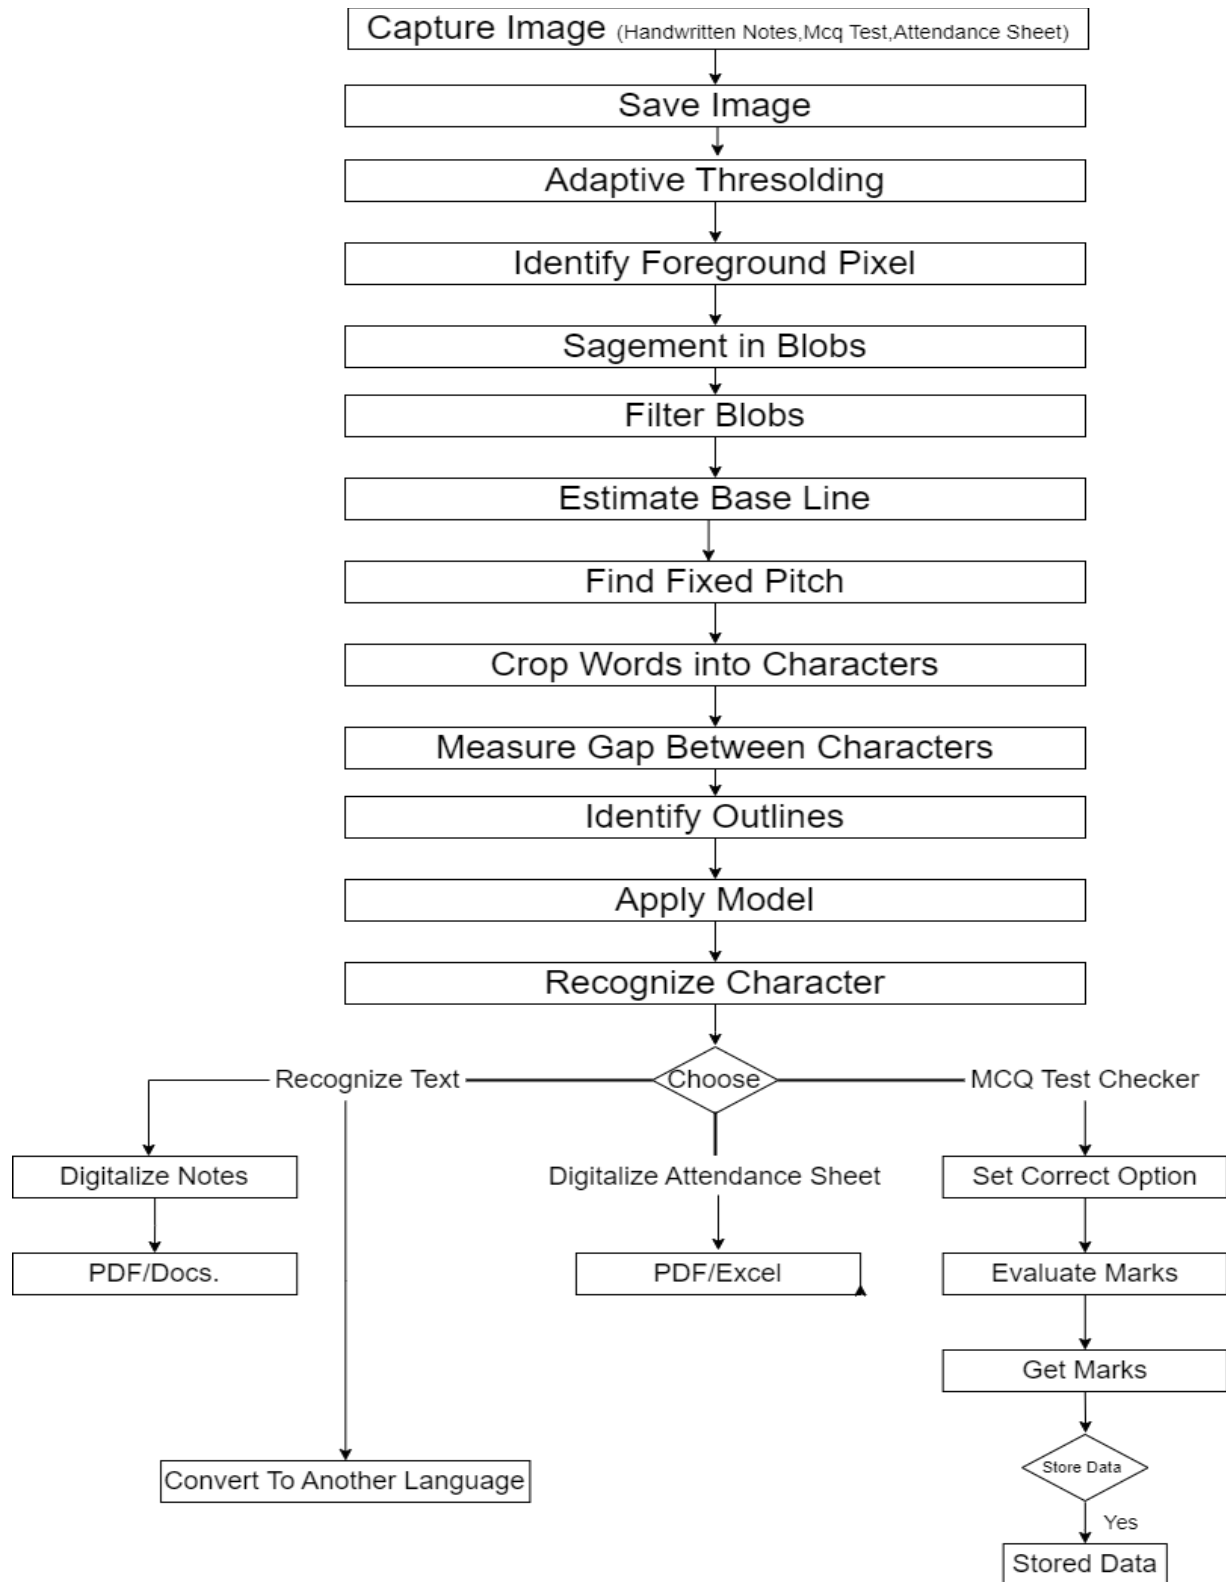 Capture Image (Handwritten Notes,Mcq Test,Attendance Sheet)
Save Image
Adaptive Thresolding
Identify Foreground Pixel
Sagement in Blobs
Filter Blobs
Estimate Base Line
Find Fixed Pitch
Crop Words into Characters
Measure Gap Between Characters
Identify Outlines
Apply Model
Recognize Character
Recognize Text
Choose
MCQ Test Checker
Digitalize Notes
Digitalize Attendance Sheet
Set Correct Option
PDF/Docs.
PDF/Excel
Evaluate Marks
Get Marks
Convert To Another Language
Store Data
Yes
Stored Data